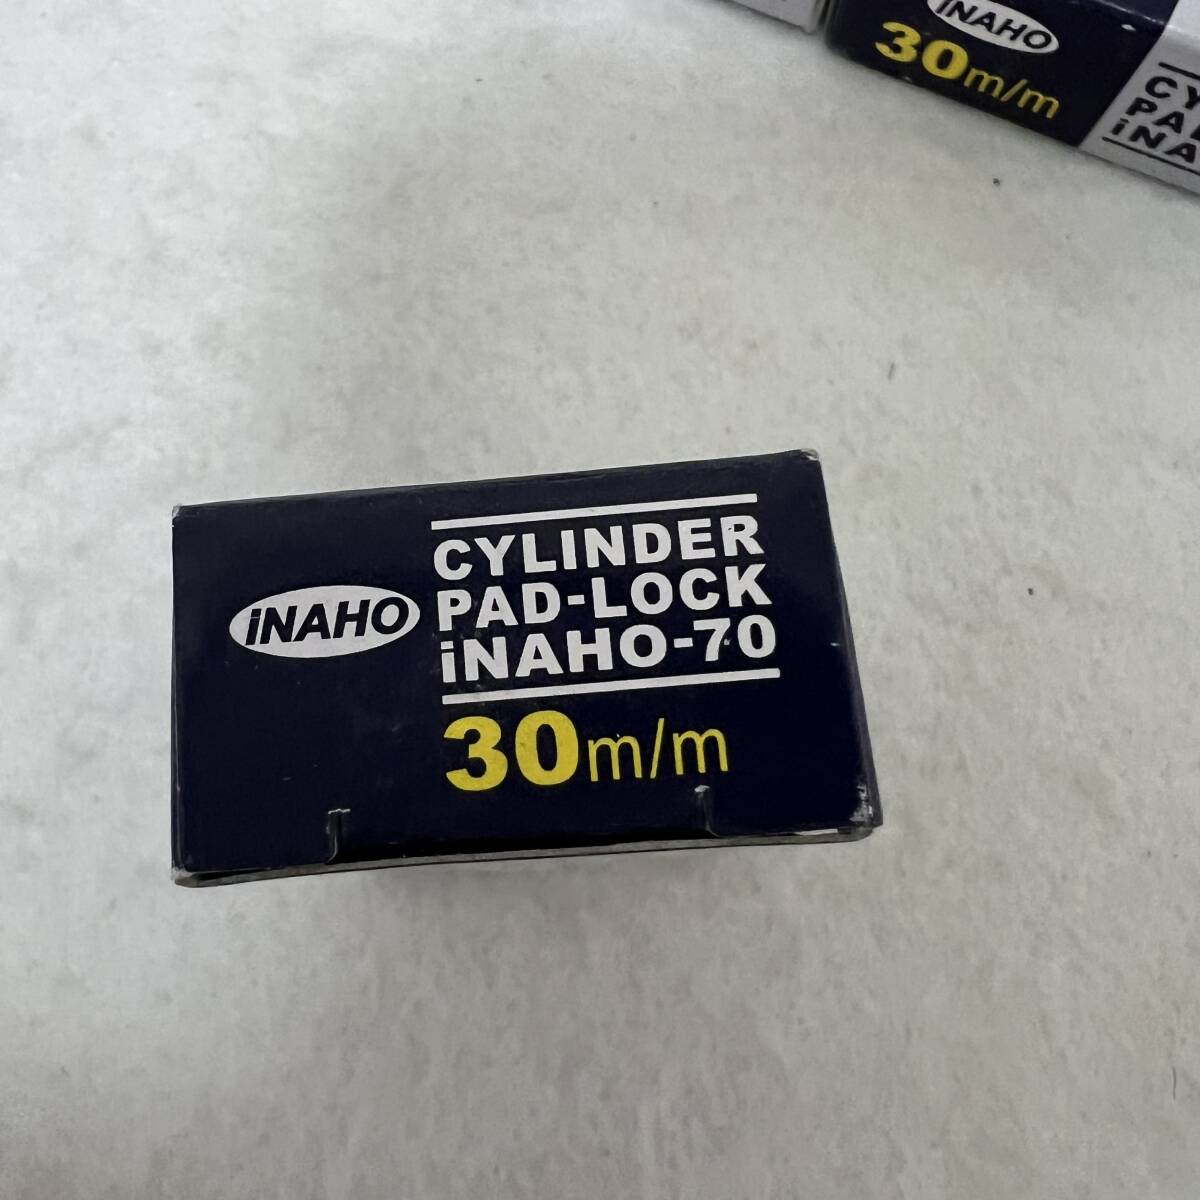 iNAHO
30m/m
iNAHO
CYLINDER
PAD-LOCK
iNAHO-70
30m/m